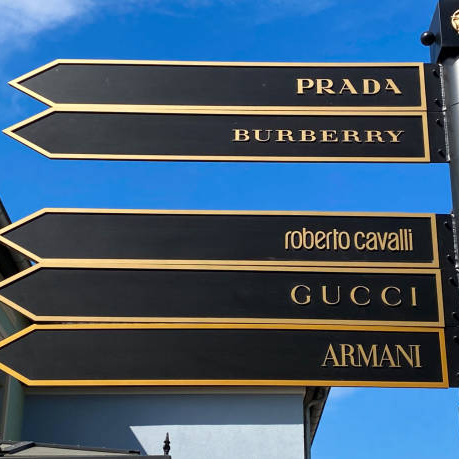 PRADA
BURBERRY
roberto cavalli
GUCCI
ARMANI